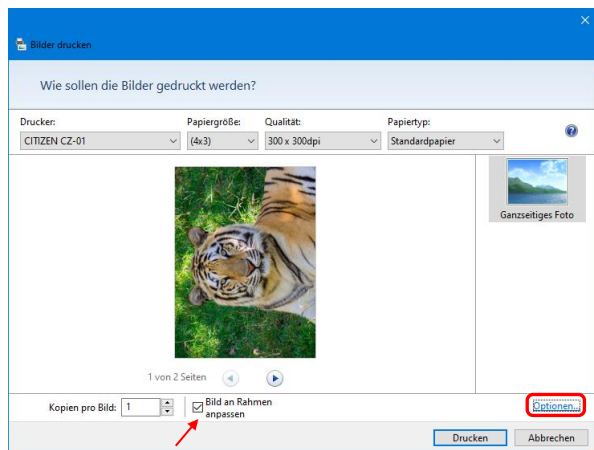 Bilder drucken
Wie sollen die Bilder gedruckt werden?
Drucker: Papiergröße: Qualität: Papiertyp:
CITIZEN CZ-01 (4x3) 300 x 300dpi Standardpapier
Ganzseitiges Foto
1 von 2 Seiten
Kopien pro Bild: 1 Bild an Rahmen
anpassen Optionen...
Drucken Abbrechen